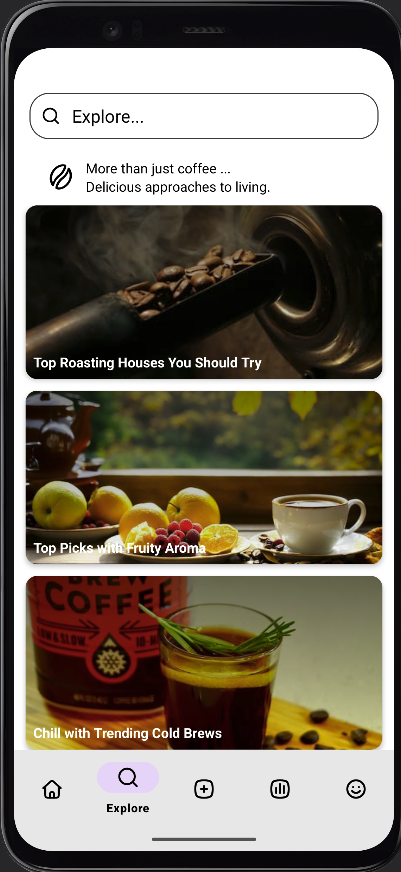 Explore...
More than just coffee ...
Delicious approaches to living.
Top Roasting Houses You Should Try
Top Picks with Fruity Aroma
BREW
COFFEE
Chill with Trending Cold Brews
Explore